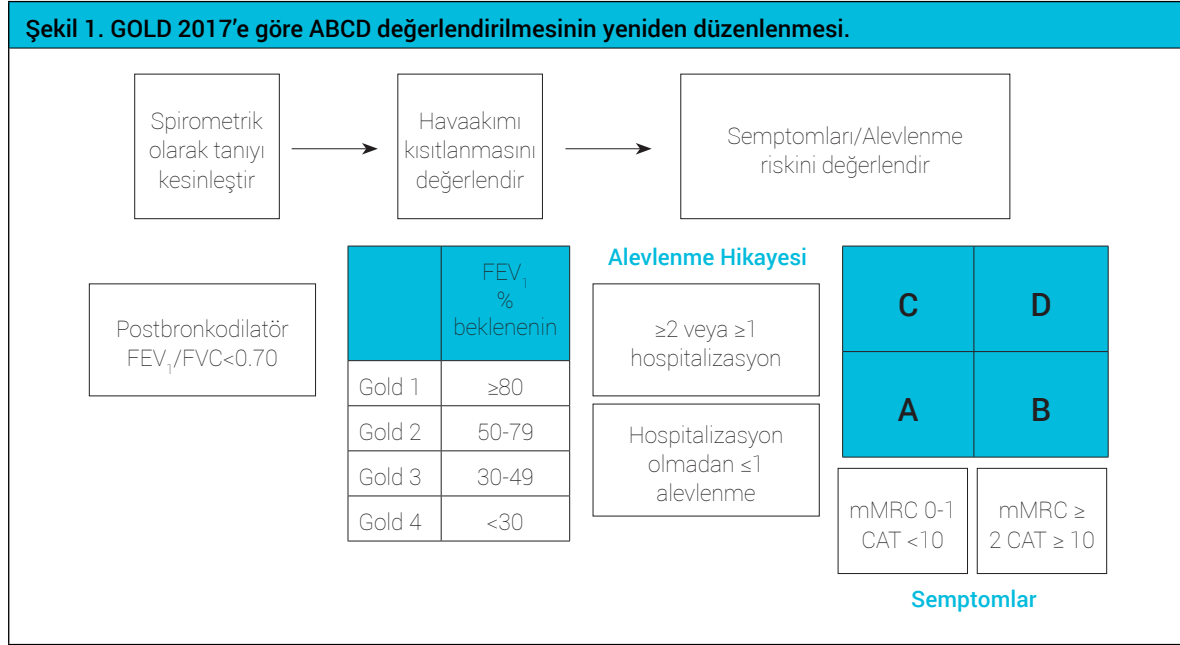 Şekil 1. GOLD 2017’e göre ABCD değerlendirilmesinin yeniden düzenlenmesi.
Spirometrik
olarak tanıyı
kesinleştir
Havaakımı
kısıtlanmasını
değerlendir
Semptomları/Alevlenme
riskini değerlendir
Postbronkodilatör
FEV₁/FVC<0.70
FEV₁
%
beklenenin
Gold 1 ≥80
Gold 2 50-79
Gold 3 30-49
Gold 4 <30
Alevlenme Hikayesi
≥2 veya ≥1
hospitalizasyon
Hospitalizasyon
olmadan ≤1
alevlenme
C D
A B
mMRC 0-1
CAT <10
mMRC ≥
2 CAT ≥ 10
Semptomlar